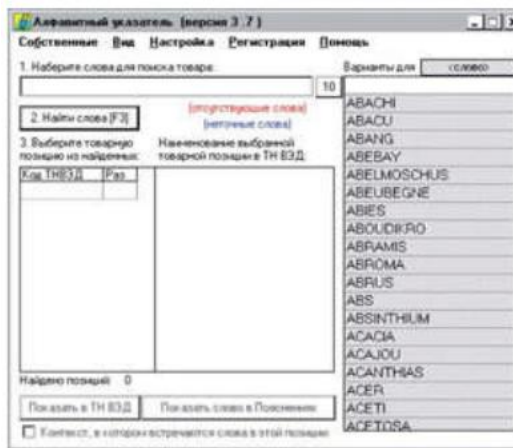 Алфавитный указатель (версия 3.7)
Собственные Вид Настройка Регистрация Помощь
1. Наберите слова для поиска товара:
10
2. Найти слова [F3]
(отсутствующие слова)
(неточные слова)
3. Выберите товарную позицию из найденных:
Наименование выбранной товарной позиции в ТН ВЭД:
Код ТНВЭД Раз
Найдено позиций: 0
Показать в ТН ВЭД
Показать слово в Пояснениях
Контекст, в котором встречаются слова в этой позиции
Варианты для <слово>
ABACHI
ABACU
ABANG
ABEBAY
ABELMOSCHUS
ABEUBEGNE
ABIES
ABOUDIKRO
ABRAMIS
ABROMA
ABRUS
ABS
ABSINTHIUM
ACACIA
ACAJOU
ACANTHIAS
ACER
ACETI
ACETOSA